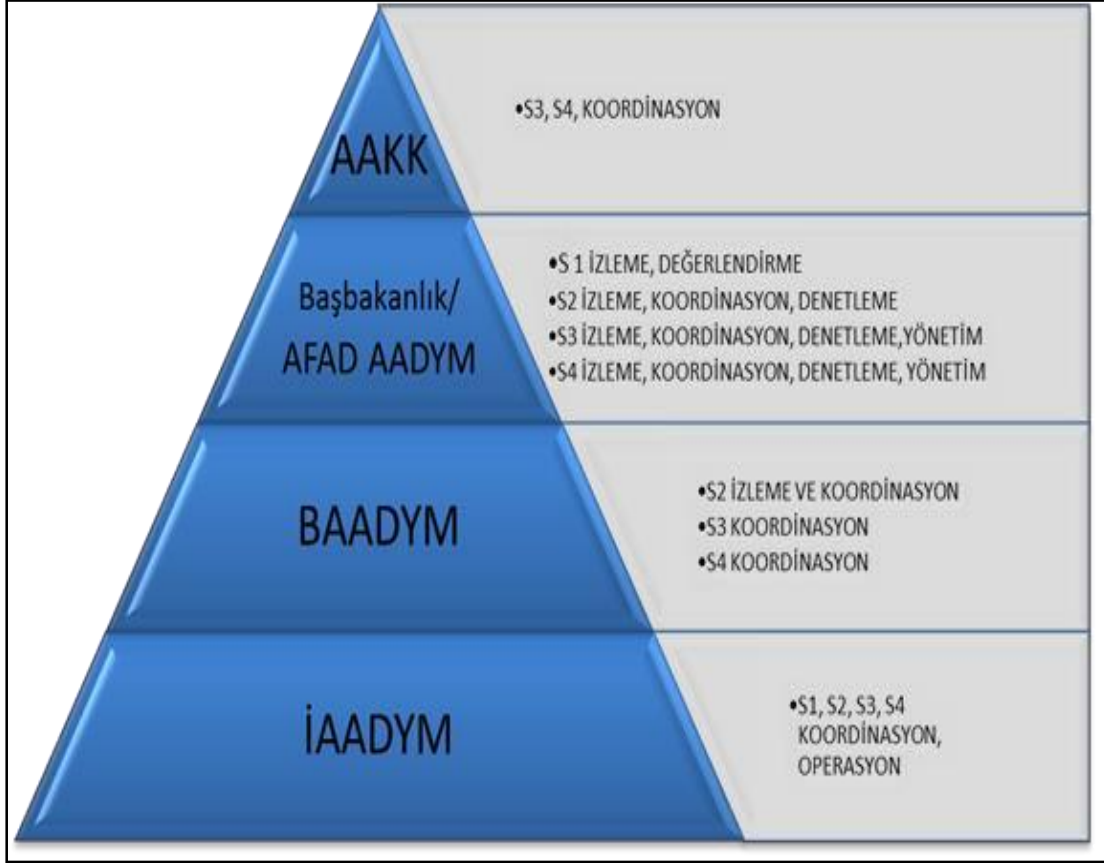 AAKK
•S3, S4, KOORDİNASYON
Başbakanlık/
AFAD AADYM
•S 1 İZLEME, DEĞERLENDİRME
•S2 İZLEME, KOORDİNASYON, DENETLEME
•S3 İZLEME, KOORDİNASYON, DENETLEME,YÖNETİM
•S4 İZLEME, KOORDİNASYON, DENETLEME, YÖNETİM
BAADYM
•S2 İZLEME VE KOORDİNASYON
•S3 KOORDİNASYON
•S4 KOORDİNASYON
İAADYM
•S1, S2, S3, S4
KOORDİNASYON,
OPERASYON